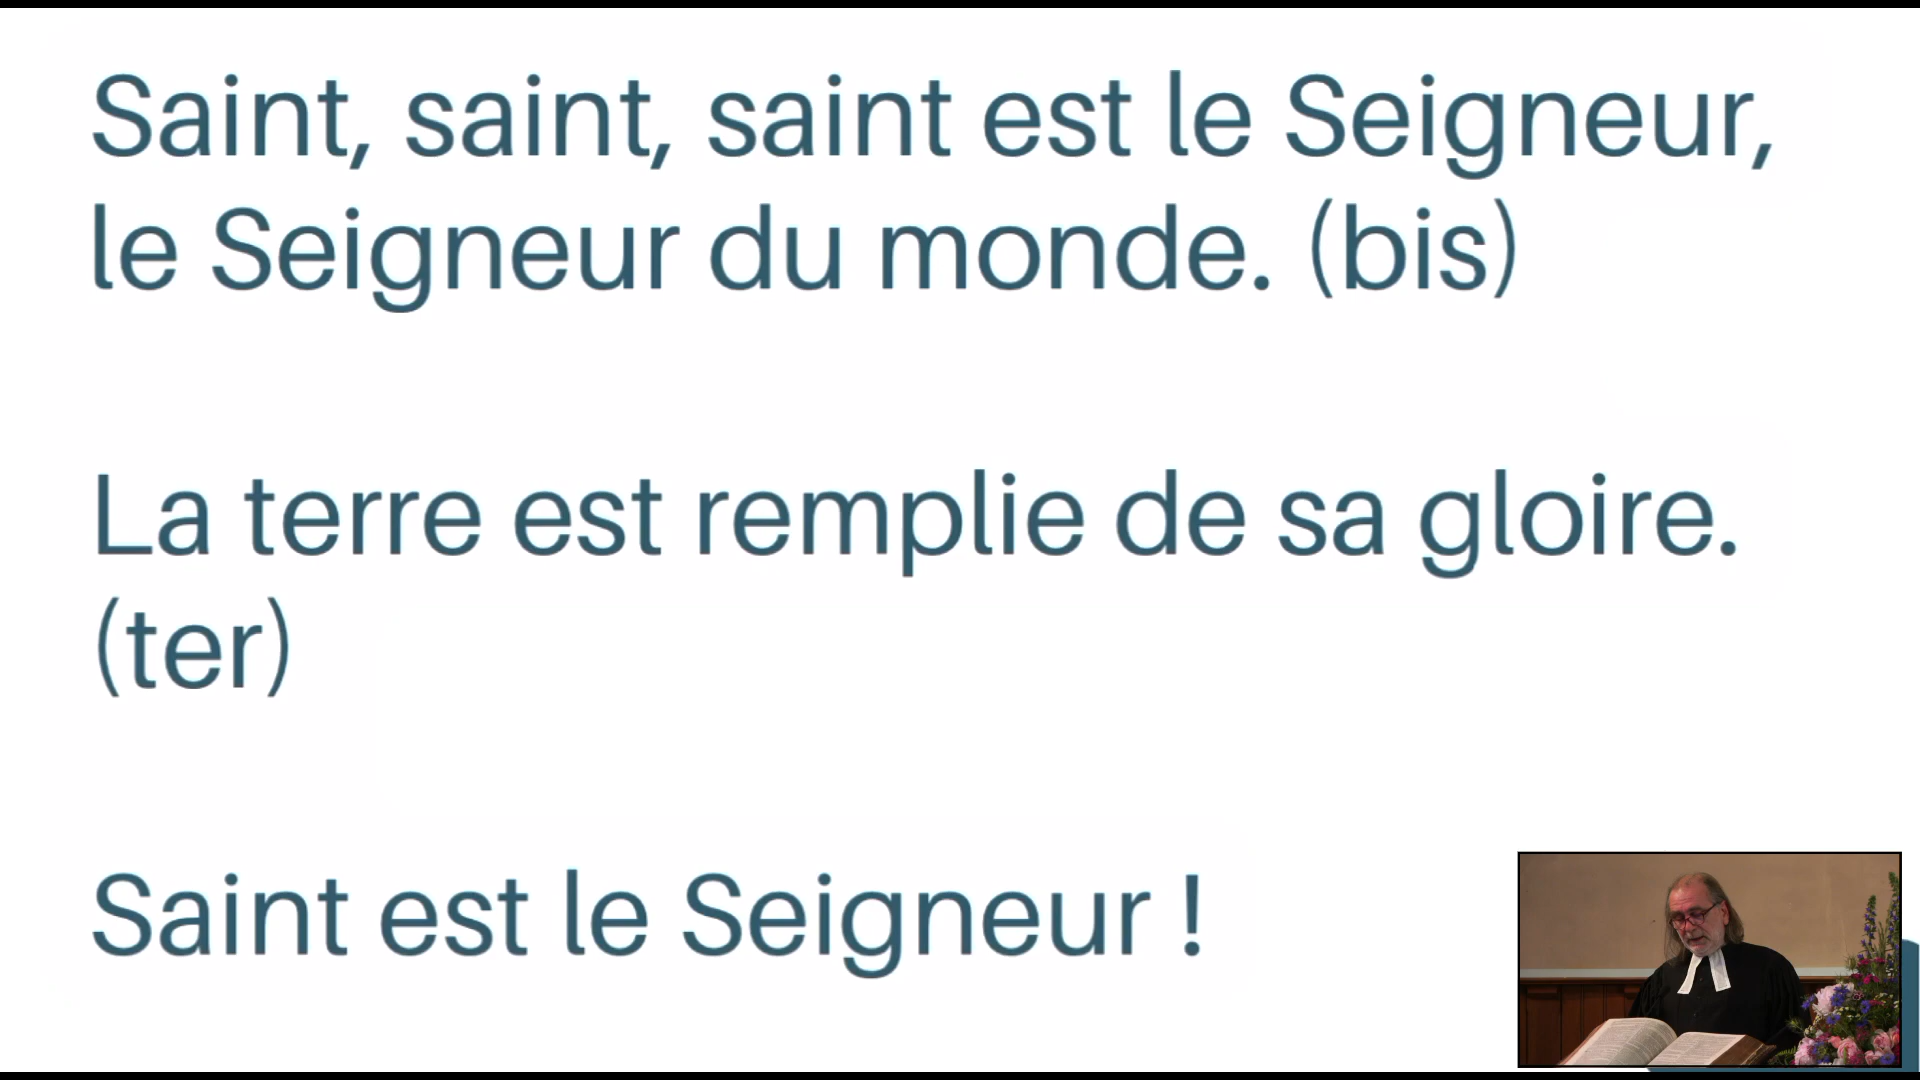 Saint, saint, saint est le Seigneur,
le Seigneur du monde. (bis)
La terre est remplie de sa gloire.
(ter)
Saint est le Seigneur !